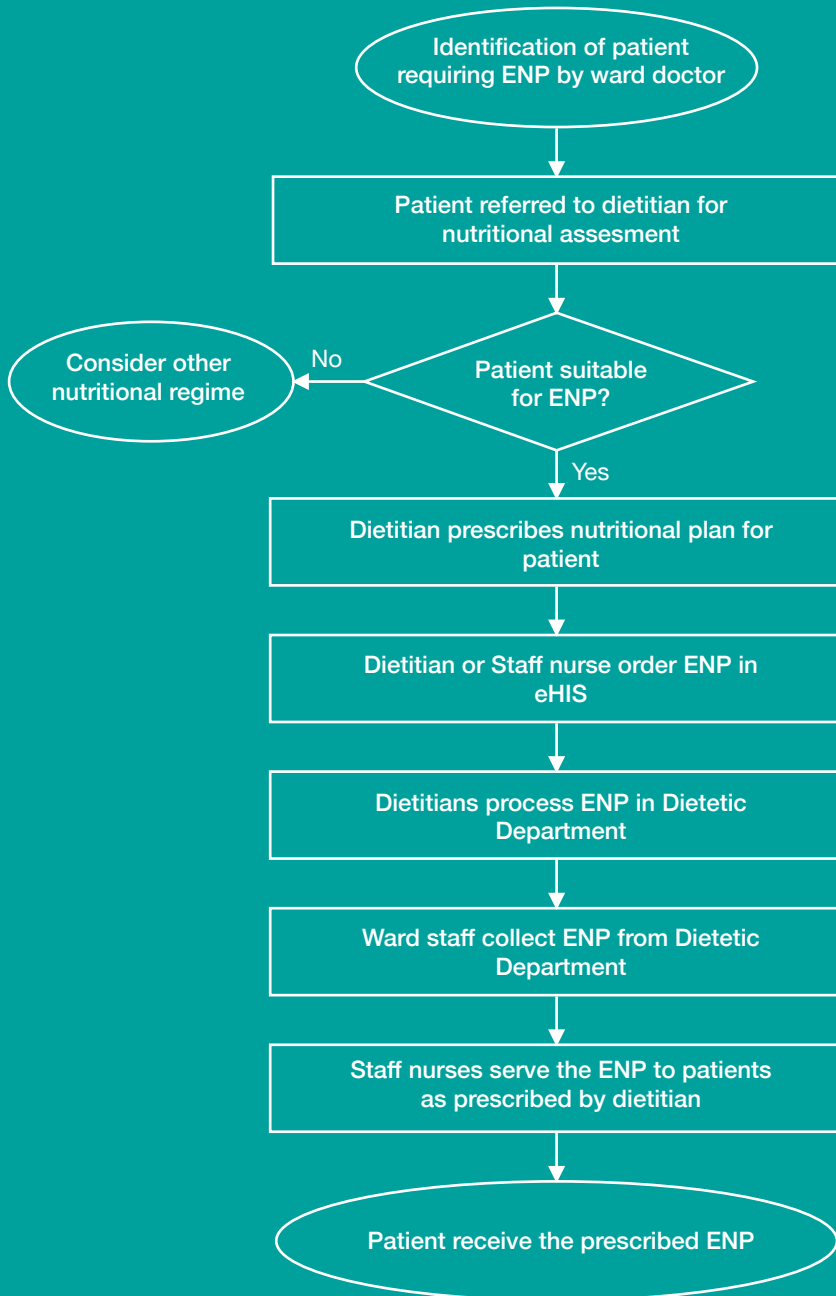 Identification of patient
requiring ENP by ward doctor
Patient referred to dietitian for
nutritional assesment
Consider other
nutritional regime
No
Patient suitable
for ENP?
Yes
Dietitian prescribes nutritional plan for
patient
Dietitian or Staff nurse order ENP in
eHIS
Dietitians process ENP in Dietetic
Department
Ward staff collect ENP from Dietetic
Department
Staff nurses serve the ENP to patients
as prescribed by dietitian
Patient receive the prescribed ENP